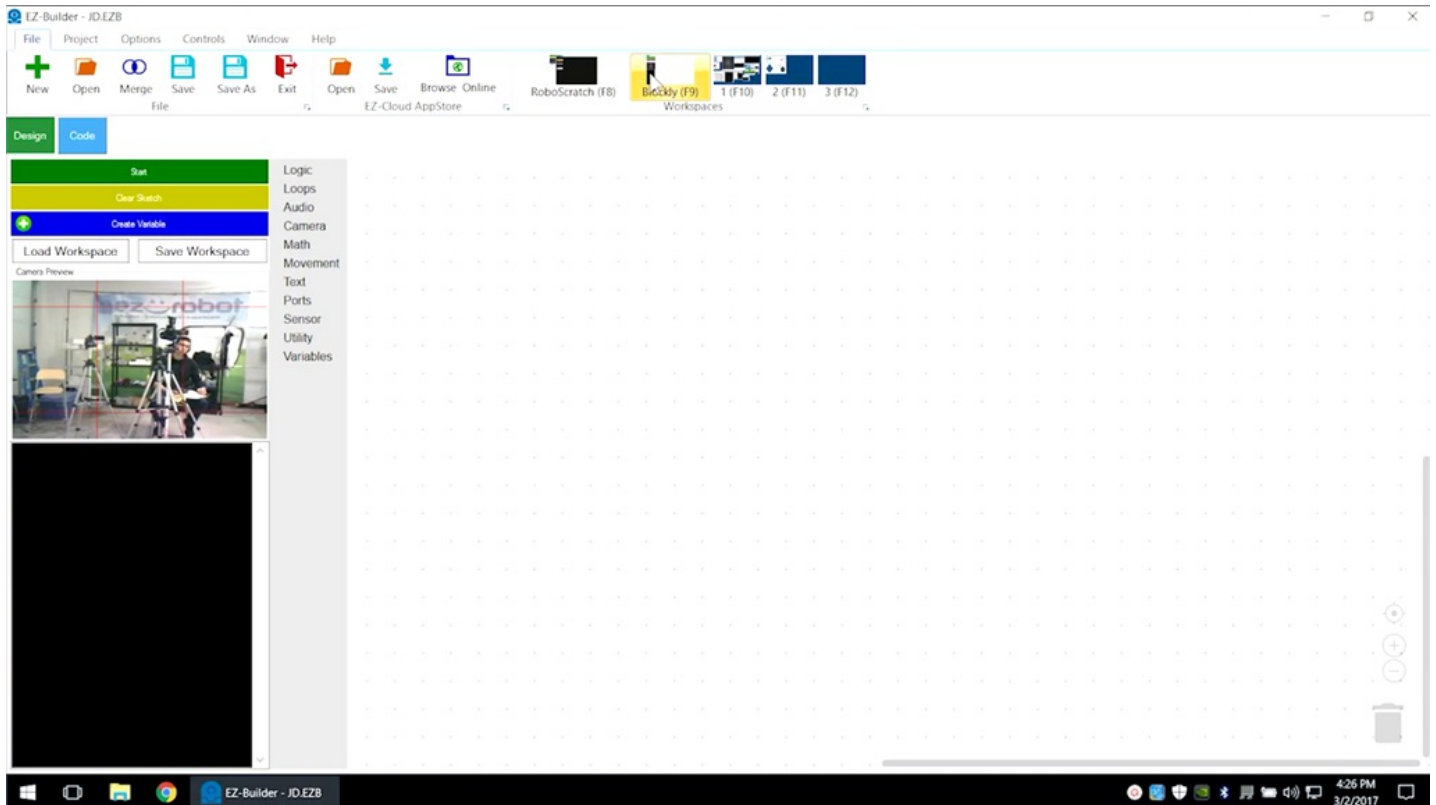 EZ-Builder - JD.EZB
File Project Options Controls Window Help
New Open Merge Save Save As Exit Open Save Browse Online RoboScratch (F8) Blockly (F9) 1 (F10) 2 (F11) 3 (F12)
File EZ-Cloud AppStore Workspaces
Design Code
Start
Clear Sketch
Create Variable
Load Workspace Save Workspace
Camera Preview
ez robot
Logic
Loops
Audio
Camera
Math
Movement
Text
Ports
Sensor
Utility
Variables
EZ-Builder - JD.EZB
4:26 PM
3/2/2017